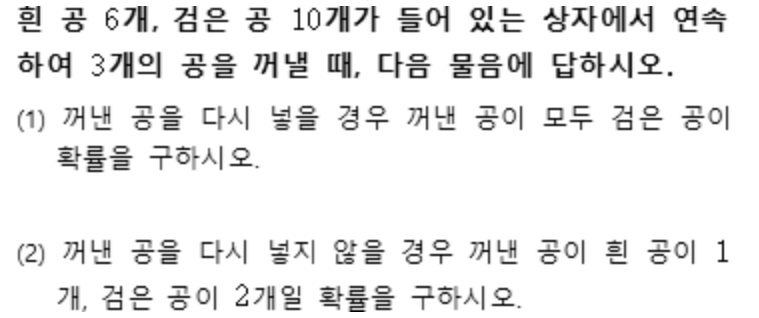 흰 공 6개, 검은 공 10개가 들어 있는 상자에서 연속
하여 3개의 공을 꺼낼 때, 다음 물음에 답하시오.
(1) 꺼낸 공을 다시 넣을 경우 꺼낸 공이 모두 검은 공이
확률을 구하시오.
(2) 꺼낸 공을 다시 넣지 않을 경우 꺼낸 공이 흰 공이 1
개, 검은 공이 2개일 확률을 구하시오.